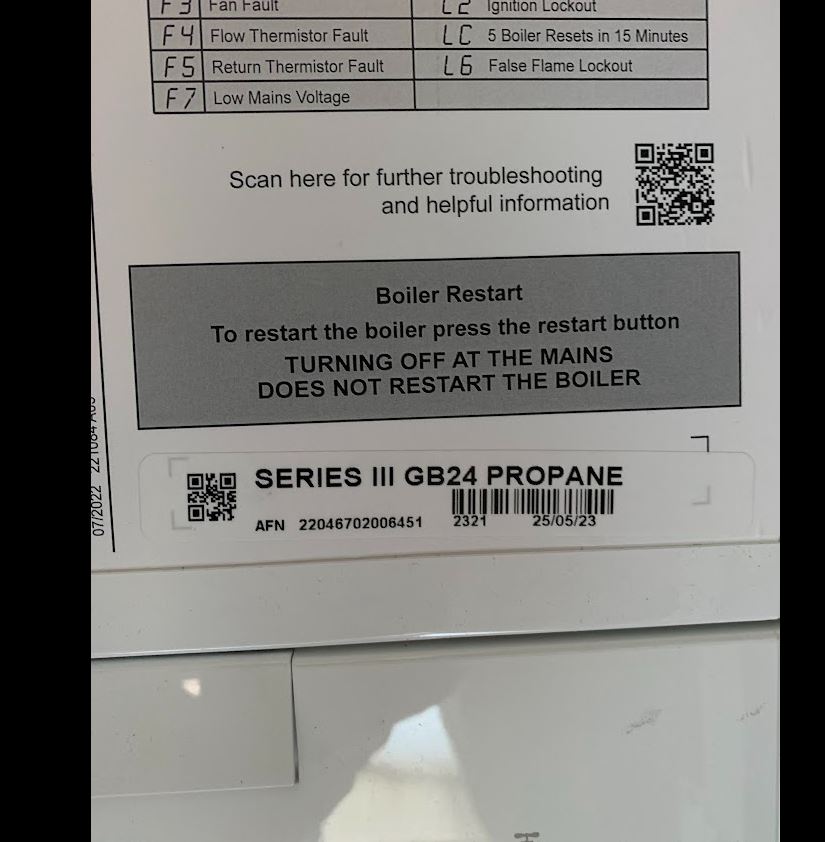 F3 Fan Fault L2 Ignition Lockout
F4 Flow Thermistor Fault LC 5 Boiler Resets in 15 Minutes
F5 Return Thermistor Fault L6 False Flame Lockout
F7 Low Mains Voltage
Scan here for further troubleshooting
and helpful information
Boiler Restart
To restart the boiler press the restart button
TURNING OFF AT THE MAINS
DOES NOT RESTART THE BOILER
SERIES III GB24 PROPANE
AFN 22046702006451 2321 25/05/23
07/2022